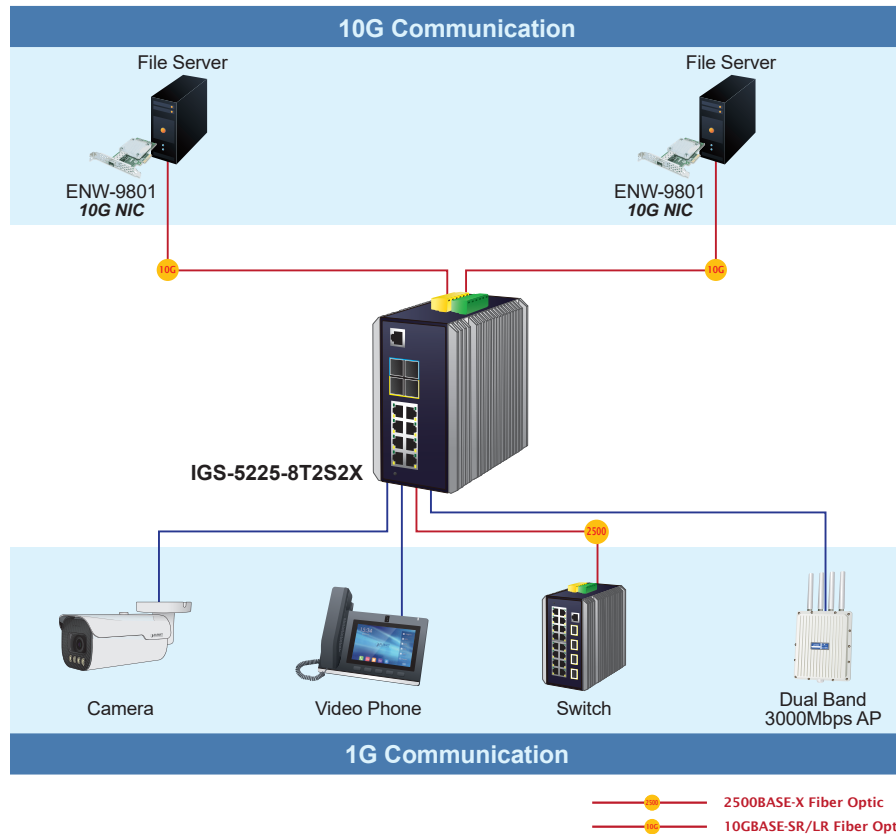 10G Communication
File Server
File Server
ENW-9801
10G NIC
ENW-9801
10G NIC
10G
10G
IGS-5225-8T2S2X
2500
Camera
Video Phone
Switch
Dual Band
3000Mbps AP
1G Communication
2500
2500BASE-X Fiber Optic
10G
10GBASE-SR/LR Fiber Opt